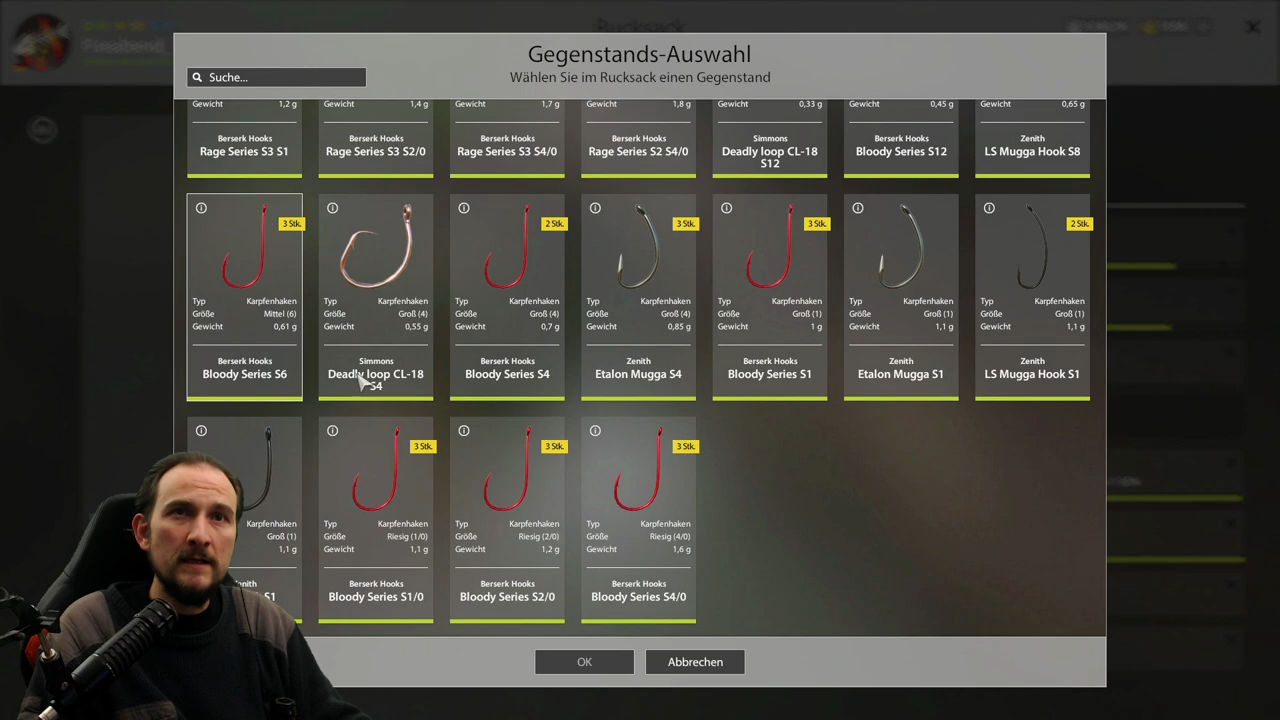 Gegenstands-Auswahl
Suche...
Wählen Sie im Rucksack einen Gegenstand
Gewicht 1,2 g
Berserk Hooks
Rage Series S3 S1
Gewicht 1,4 g
Berserk Hooks
Rage Series S3 S2/0
Gewicht 1,7 g
Berserk Hooks
Rage Series S3 S4/0
Gewicht 1,8 g
Berserk Hooks
Rage Series S2 S4/0
Gewicht 0,33 g
Simmons
Deadly loop CL-18
S12
Gewicht 0,45 g
Berserk Hooks
Bloody Series S12
Gewicht 0,65 g
Zenith
LS Mugga Hook S8
3 Stk.
Typ Karpfenhaken
Größe Mittel (6)
Gewicht 0,61 g
Berserk Hooks
Bloody Series S6
Typ Karpfenhaken
Größe Groß (4)
Gewicht 0,55 g
Simmons
Deadly loop CL-18
S4
2 Stk.
Typ Karpfenhaken
Größe Groß (4)
Gewicht 0,7 g
Berserk Hooks
Bloody Series S4
3 Stk.
Typ Karpfenhaken
Größe Groß (4)
Gewicht 0,85 g
Zenith
Etalon Mugga S4
3 Stk.
Typ Karpfenhaken
Größe Groß (1)
Gewicht 1 g
Berserk Hooks
Bloody Series S1
Typ Karpfenhaken
Größe Groß (1)
Gewicht 1,1 g
Zenith
Etalon Mugga S1
2 Stk.
Typ Karpfenhaken
Größe Groß (1)
Gewicht 1,1 g
Zenith
LS Mugga Hook S1
Karpfenhaken
Groß (1)
1,1 g
enith
S1
3 Stk.
Typ Karpfenhaken
Größe Riesig (1/0)
Gewicht 1,1 g
Berserk Hooks
Bloody Series S1/0
3 Stk.
Typ Karpfenhaken
Größe Riesig (2/0)
Gewicht 1,2 g
Berserk Hooks
Bloody Series S2/0
3 Stk.
Typ Karpfenhaken
Größe Riesig (4/0)
Gewicht 1,6 g
Berserk Hooks
Bloody Series S4/0
OK
Abbrechen